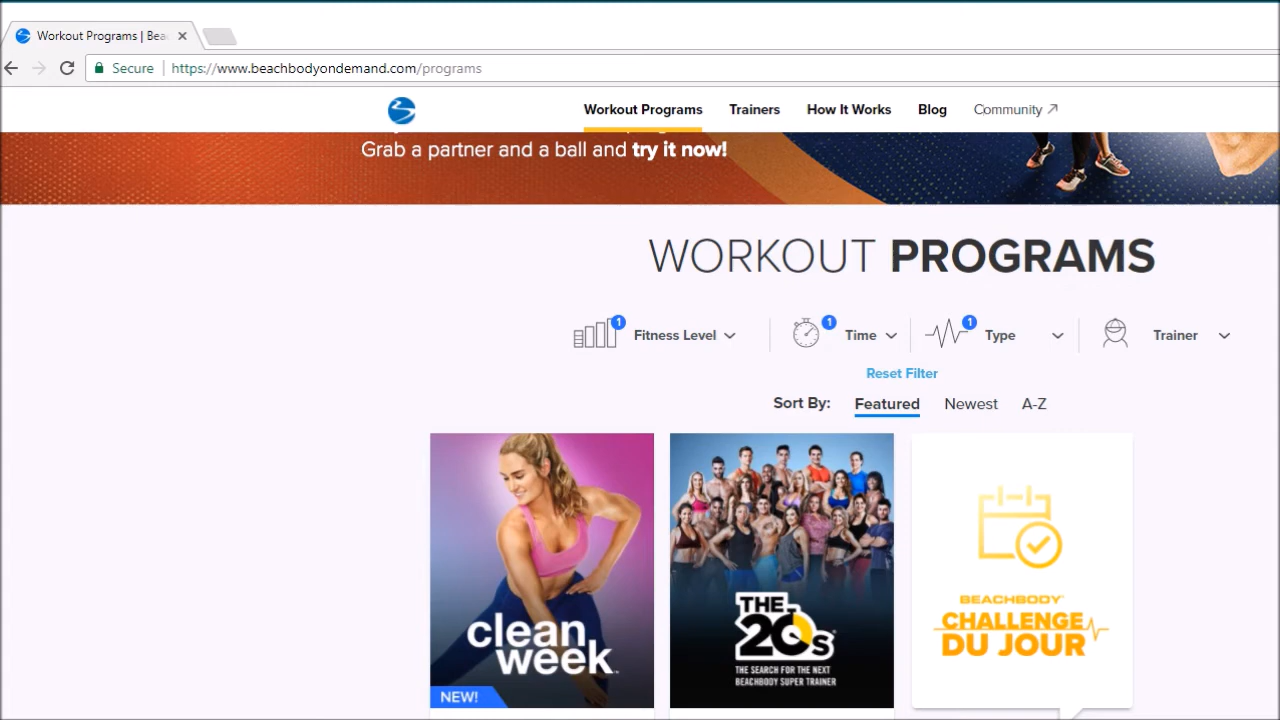 Workout Programs | Bea
Secure
https://www.beachbodyondemand.com/programs
Workout Programs
Trainers
How It Works
Blog
Community
Grab a partner and a ball and try it now!
WORKOUT PROGRAMS
1
Fitness Level
1
Time
1
Type
Trainer
Reset Filter
Sort By:
Featured
Newest
A-Z
clean
week
NEW!
THE
20s
THE SEARCH FOR THE NEXT
BEACHBODY SUPER TRAINER
BEACHBODY
CHALLENGE
DU JOUR